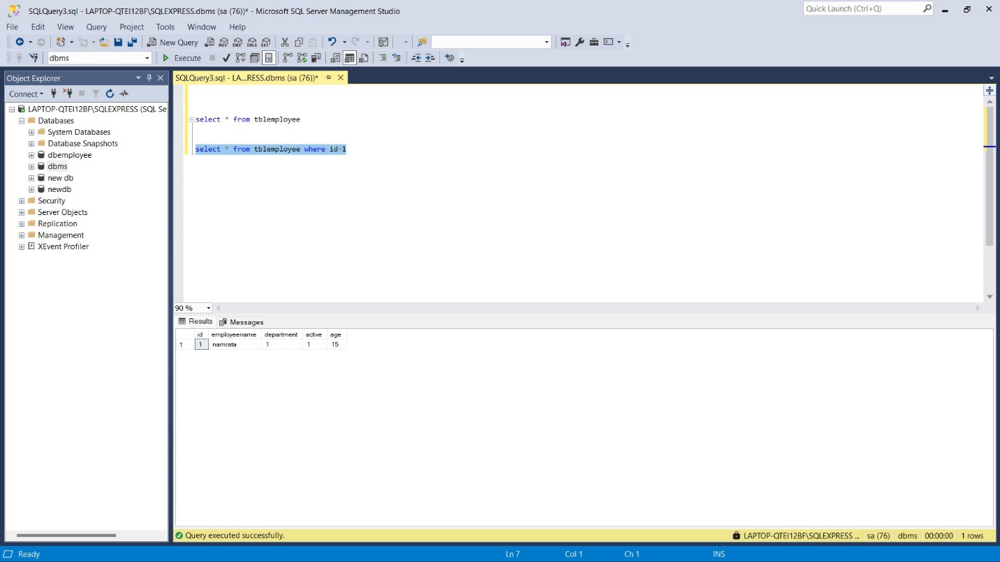 SQLQuery3.sql - LAPTOP-QTEI12BF\SQLEXPRESS.dbms (sa (76))* - Microsoft SQL Server Management Studio
Quick Launch (Ctrl+Q)
File Edit View Query Project Tools Window Help
New Query
dbms
Execute
Object Explorer
Connect
LAPTOP-QTEI12BF\SQLEXPRESS (SQL Se
Databases
System Databases
Database Snapshots
dbemployee
dbms
new db
newdb
Security
Server Objects
Replication
Management
XEvent Profiler
SQLQuery3.sql - LA...RESS.dbms (sa (76))*
select * from tblemployee
select * from tblemployee where id=1
90 %
Results Messages
id employeename department active age
1 1 namrata 1 1 15
Query executed successfully.
LAPTOP-QTEI12BF\SQLEXPRESS ... sa (76) dbms 00:00:00 1 rows
Ready Ln 7 Col 1 Ch 1 INS